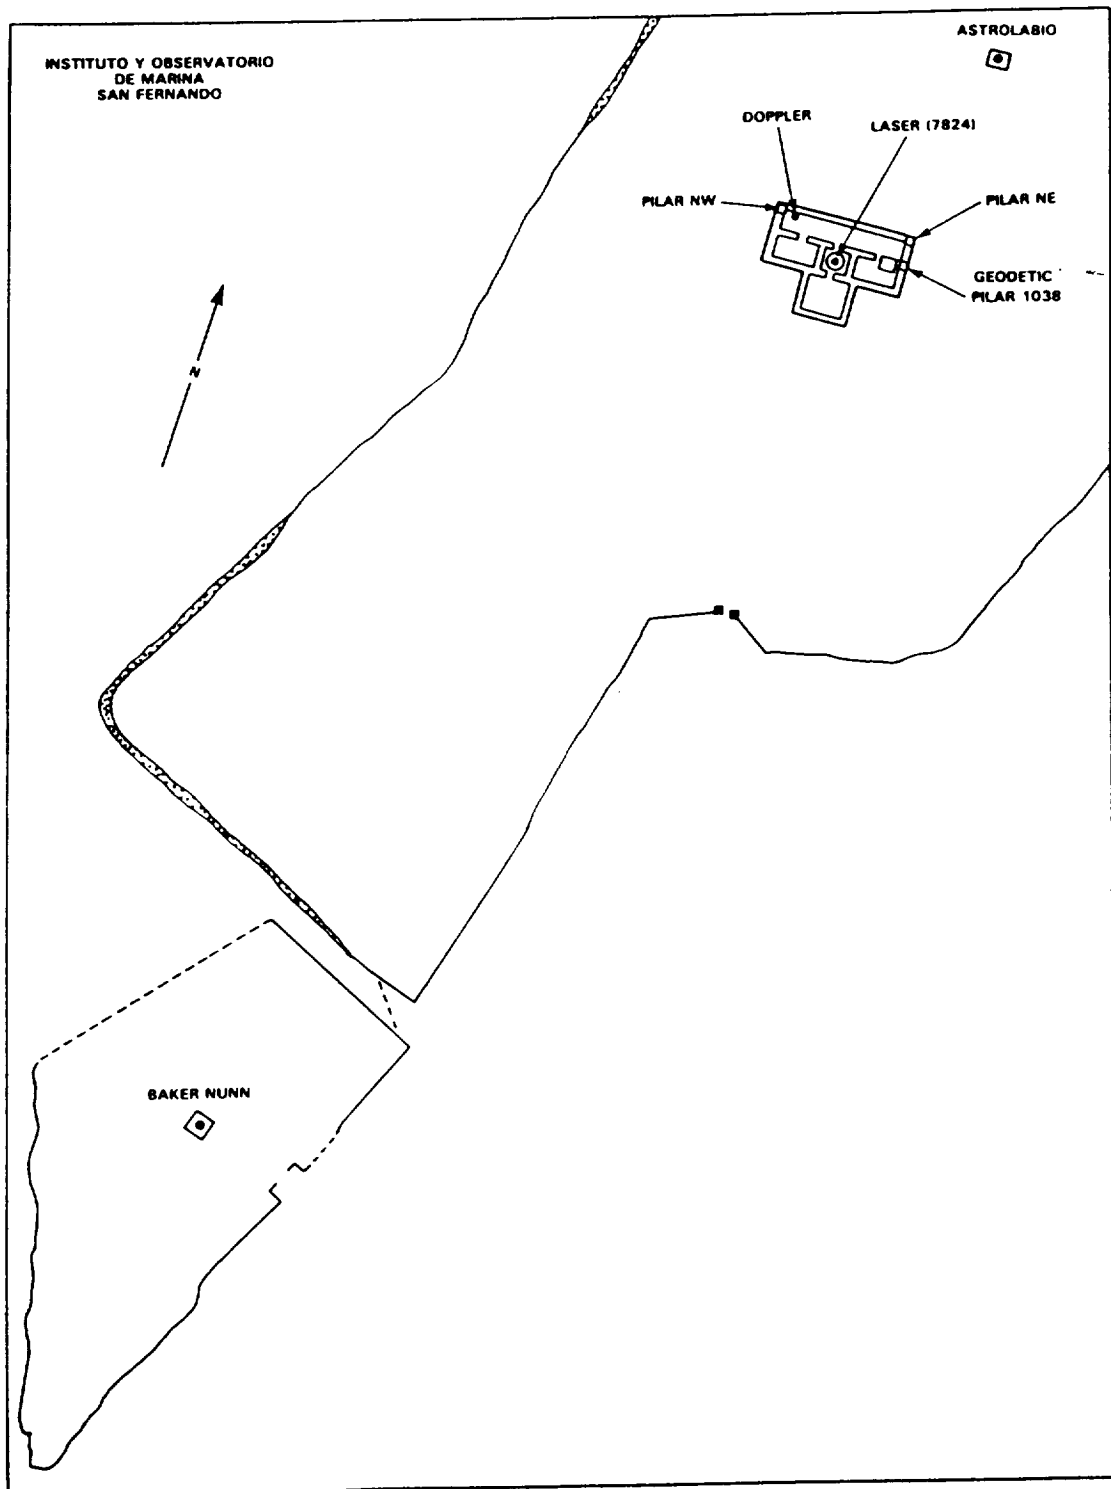 INSTITUTO Y OBSERVATORIO
DE MARINA
SAN FERNANDO
ASTROLABIO
DOPPLER
LASER (7824)
PILAR NW
PILAR NE
GEODETIC
PILAR 1038
N
BAKER NUNN